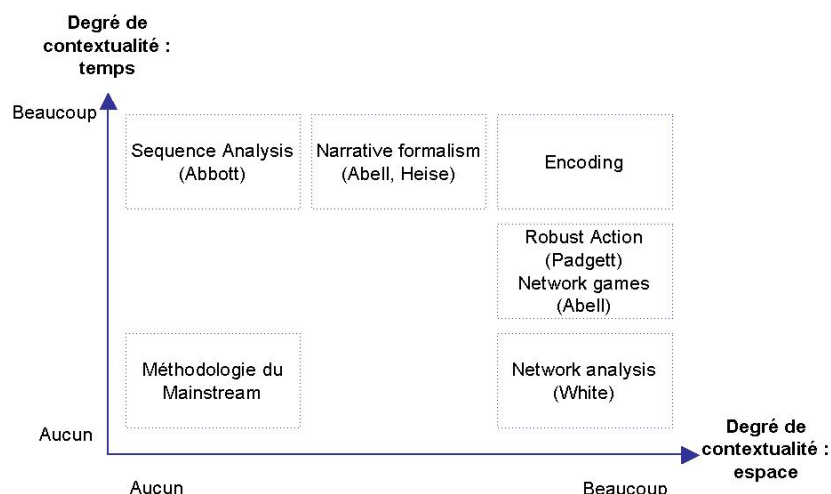 Degré de
contextualité :
temps
Beaucoup
Sequence Analysis
(Abbott)
Narrative formalism
(Abell, Heise)
Encoding
Robust Action
(Padgett)
Network games
(Abell)
Méthodologie du
Mainstream
Network analysis
(White)
Aucun
Degré de
contextualité :
espace
Aucun
Beaucoup